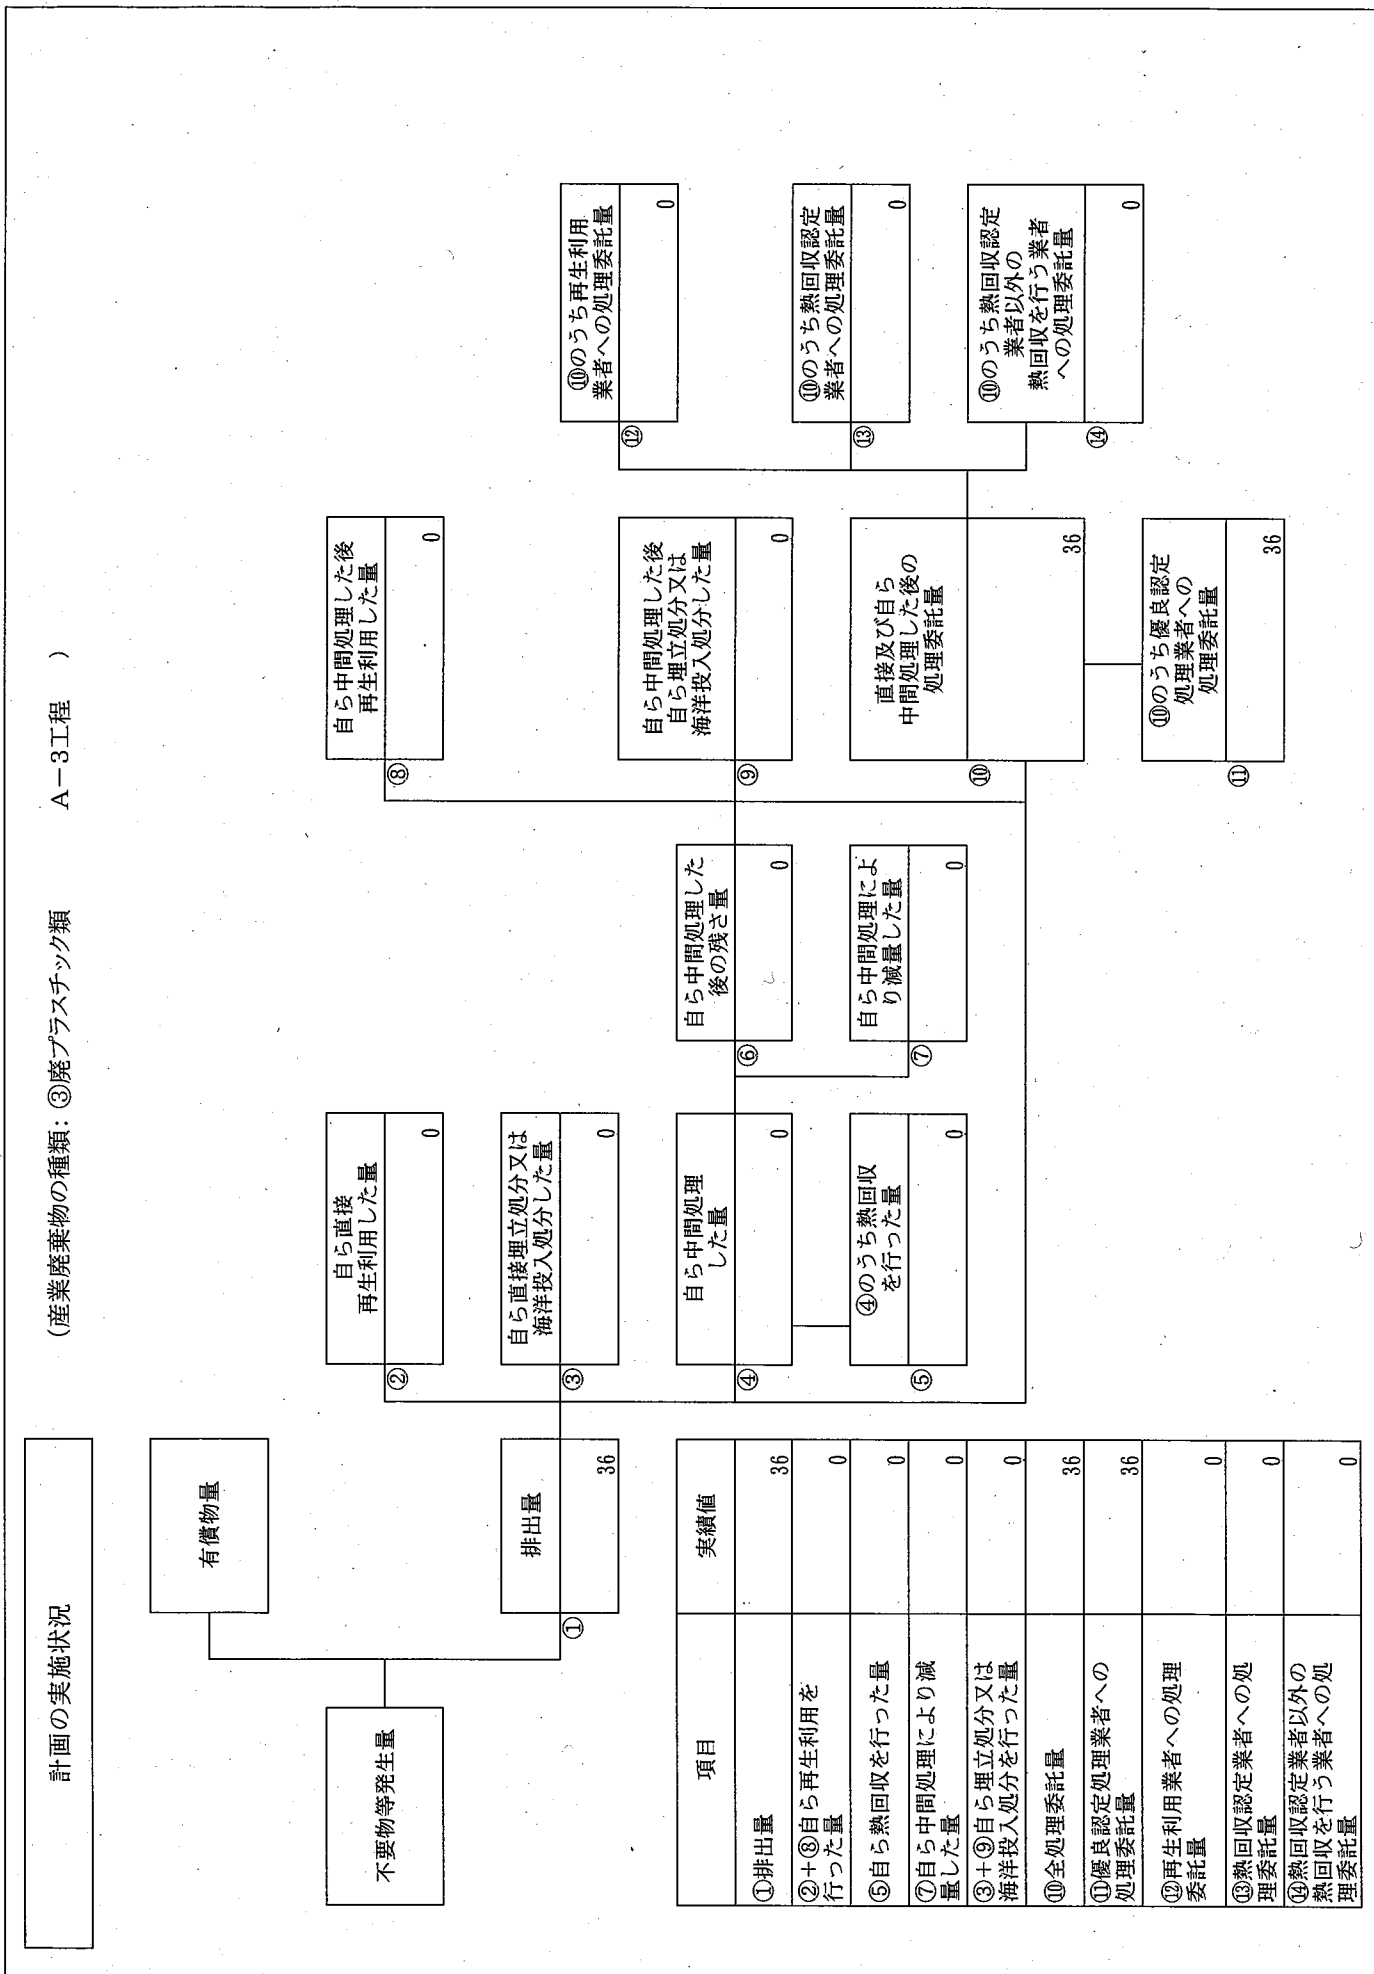 計画の実施状況
(産業廃棄物の種類:③廃プラスチック類 A-3工程 )
不要物等発生量
有償物量
①
排出量
36
②
自ら直接
再生利用した量
0
③
自ら直接埋立処分又は
海洋投入処分した量
0
④
自ら中間処理
した量
0
⑤
④のうち熱回収
を行った量
0
⑥
自ら中間処理した
後の残さ量
0
⑦
自ら中間処理によ
り減量した量
0
⑧
自ら中間処理した後
再生利用した量
0
⑨
自ら中間処理した後
自ら埋立処分又は
海洋投入処分した量
0
⑩
直接及び自ら
中間処理した後の
処理委託量
36
⑪
⑩のうち優良認定
処理業者への
処理委託量
36
⑫
⑩のうち再生利用
業者への処理委託量
0
⑬
⑩のうち熱回収認定
業者への処理委託量
0
⑭
⑩のうち熱回収認定
業者以外の
熱回収を行う業者
への処理委託量
0
項目 実績値
①排出量 36
②+⑧自ら再生利用を
行った量 0
⑤自ら熱回収を行った量 0
⑦自ら中間処理により減
量した量 0
③+⑨自ら埋立処分又は
海洋投入処分を行った量 0
⑩全処理委託量 36
⑪優良認定処理業者への
処理委託量 36
⑫再生利用業者への処理
委託量 0
⑬熱回収認定業者への処
理委託量 0
⑭熱回収認定業者以外の
熱回収を行う業者への処
理委託量 0